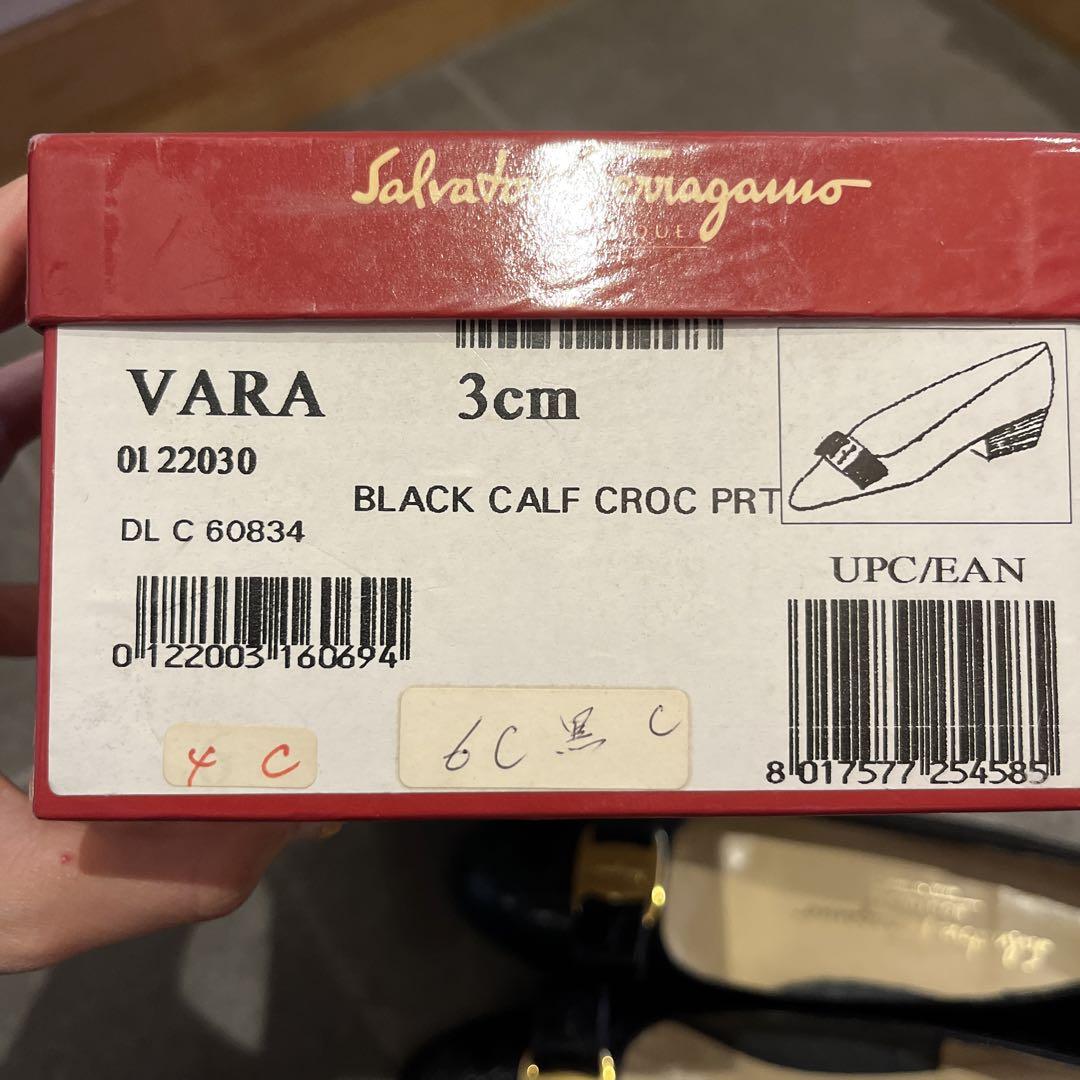 Salvatore Ferragamo
VARA
3cm
01 22030
BLACK CALF CROC PRT
DL C 60834
UPC/EAN
0 122003 160694
8 017577 254585
6C 黒 C
4 C